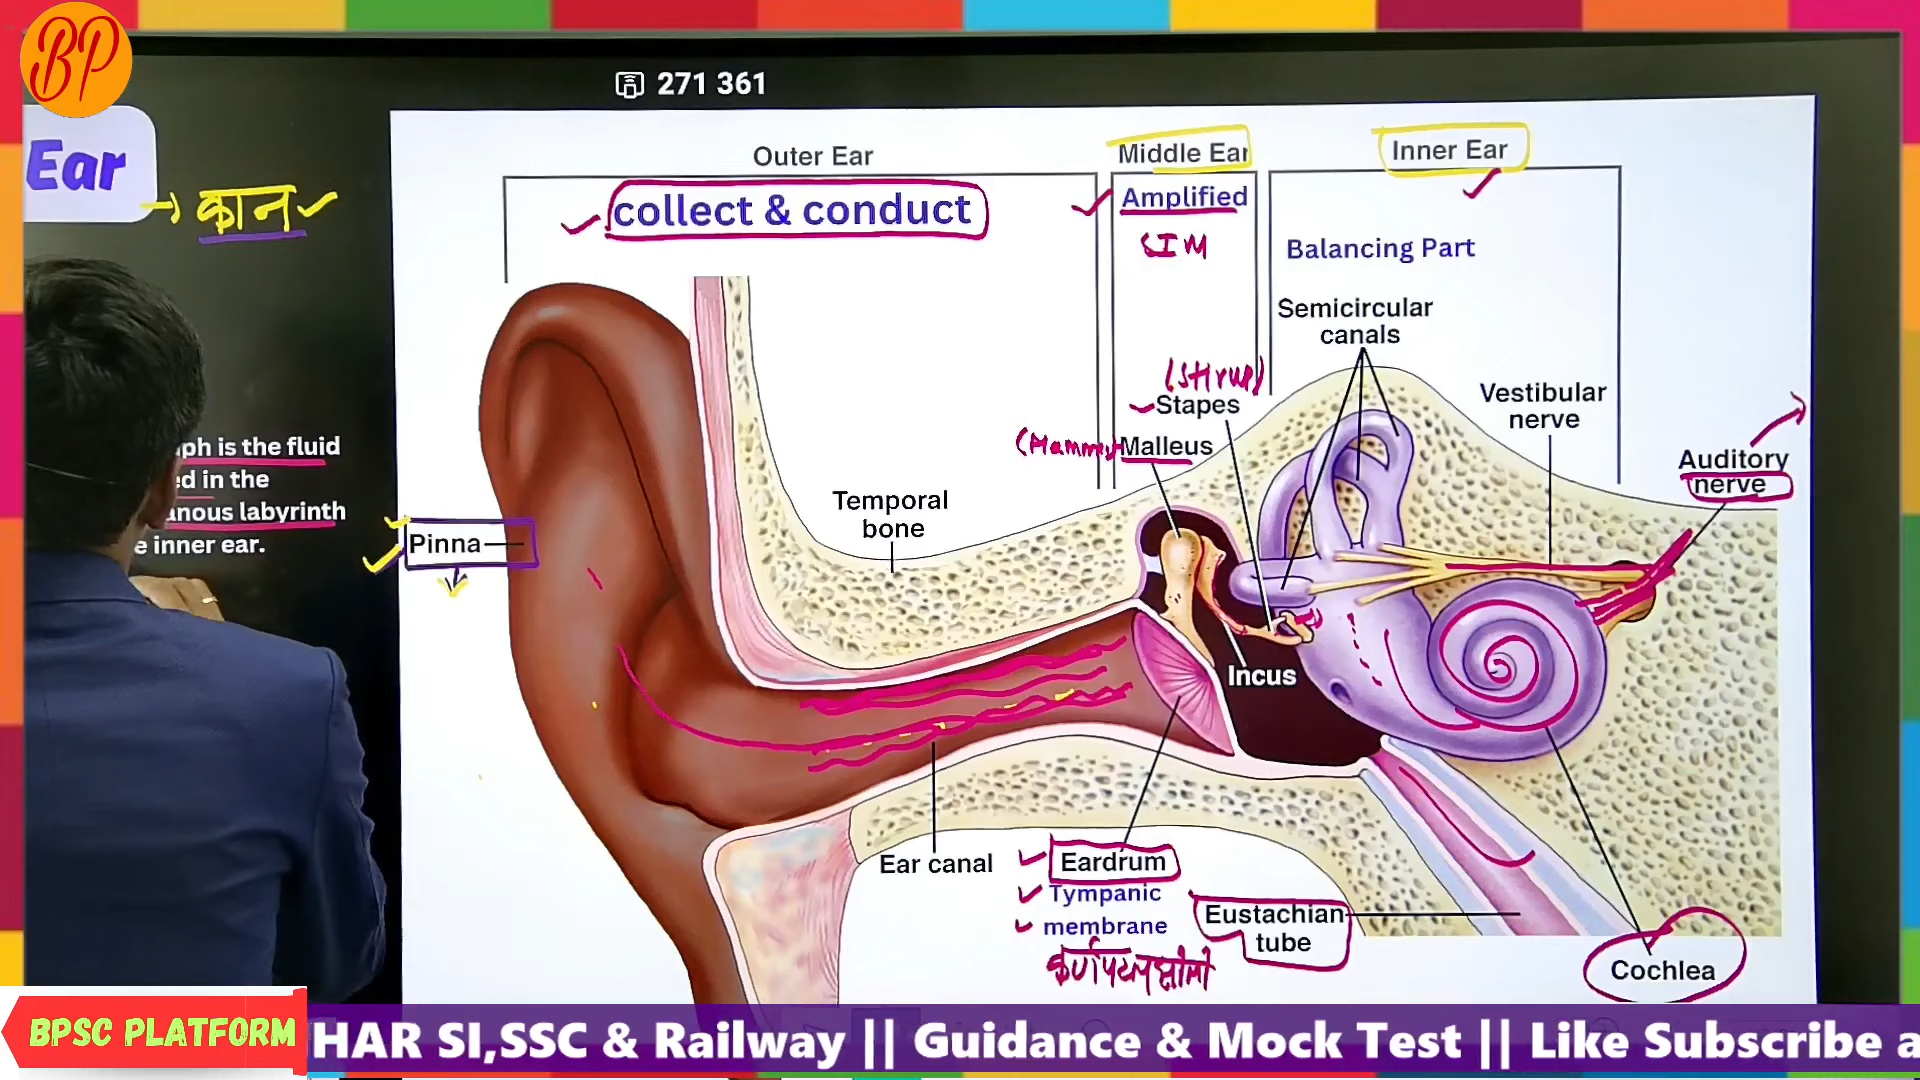 BP
271 361
Ear
कान
Outer Ear
Middle Ear
Inner Ear
collect & conduct
Amplified
SIM
Balancing Part
Semicircular
canals
(Stirup)
Stapes
Malleus
Vestibular
nerve
Auditory
nerve
Temporal
bone
ph is the fluid
ed in the
anous labyrinth
e inner ear.
Pinna
Incus
Ear canal
Eardrum
Tympanic
membrane
Eustachian
tube
Cochlea
BPSC PLATFORM
HAR SI,SSC & Railway || Guidance & Mock Test || Like Subscribe a